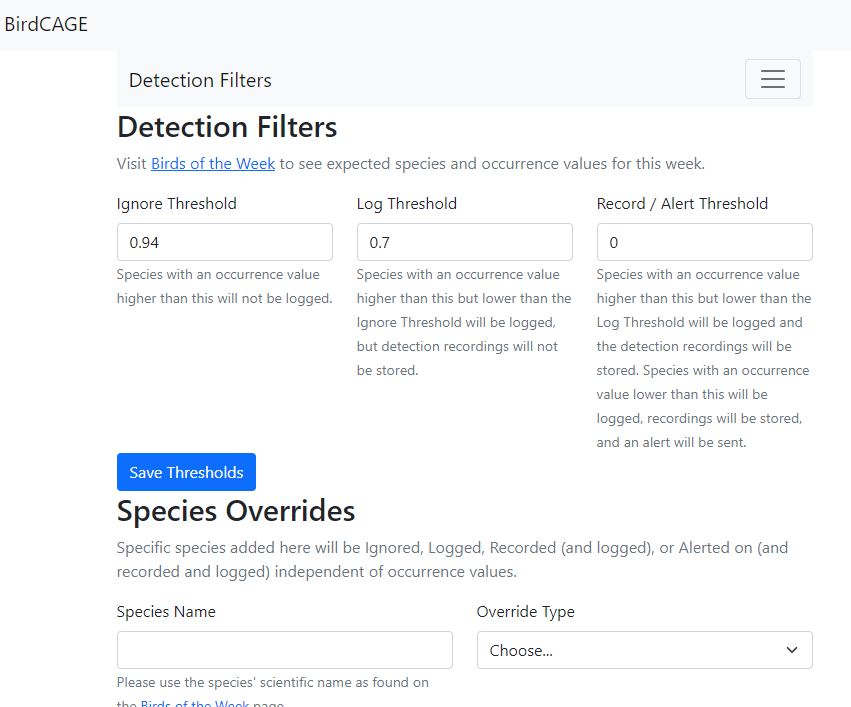 BirdCAGE
Detection Filters
Detection Filters
Visit Birds of the Week to see expected species and occurrence values for this week.
Ignore Threshold
0.94
Species with an occurrence value
higher than this will not be logged.
Log Threshold
0.7
Species with an occurrence value
higher than this but lower than the
Ignore Threshold will be logged,
but detection recordings will not
be stored.
Record / Alert Threshold
0
Species with an occurrence value
higher than this but lower than the
Log Threshold will be logged and
the detection recordings will be
stored. Species with an occurrence
value lower than this will be
logged, recordings will be stored,
and an alert will be sent.
Save Thresholds
Species Overrides
Specific species added here will be Ignored, Logged, Recorded (and logged), or Alerted on (and
recorded and logged) independent of occurrence values.
Species Name
Please use the species' scientific name as found on
the Birds of the Week page
Override Type
Choose...